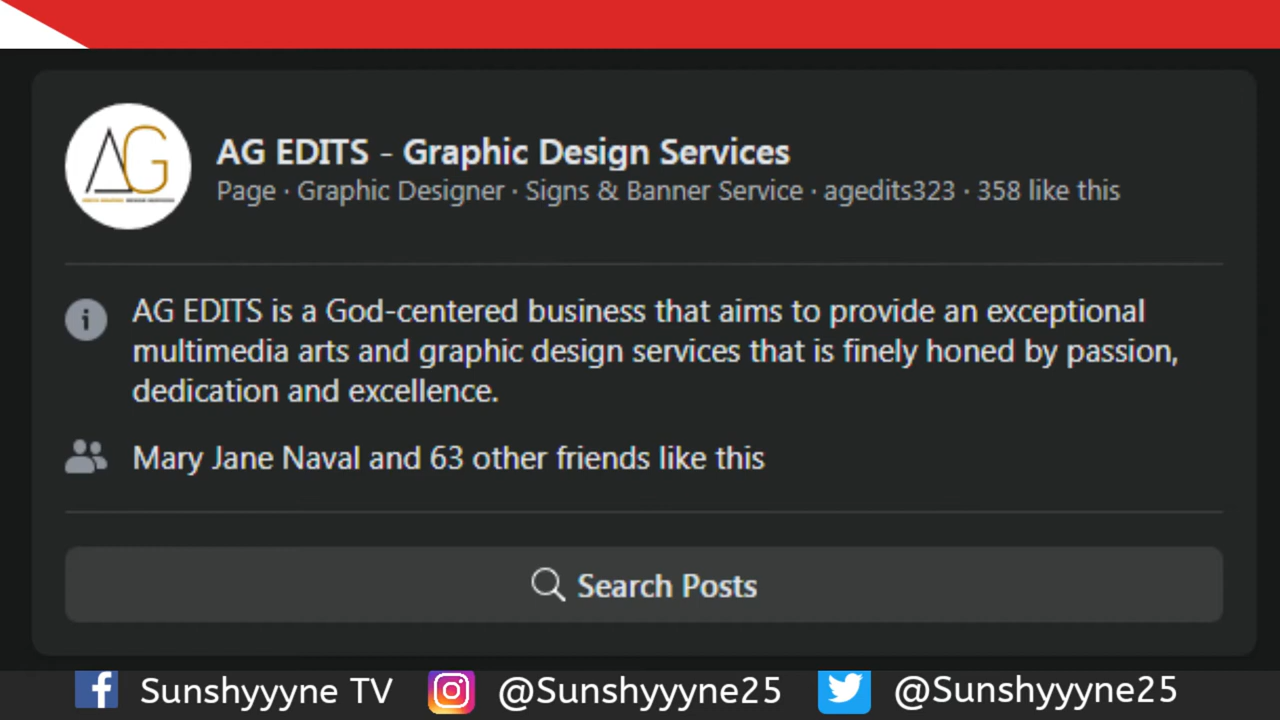 AG
AG EDITS - Graphic Design Services
Page · Graphic Designer · Signs & Banner Service · agedits323 · 358 like this
AG EDITS is a God-centered business that aims to provide an exceptional
multimedia arts and graphic design services that is finely honed by passion,
dedication and excellence.
Mary Jane Naval and 63 other friends like this
Search Posts
Sunshyyyne TV @Sunshyyyne25 @Sunshyyyne25